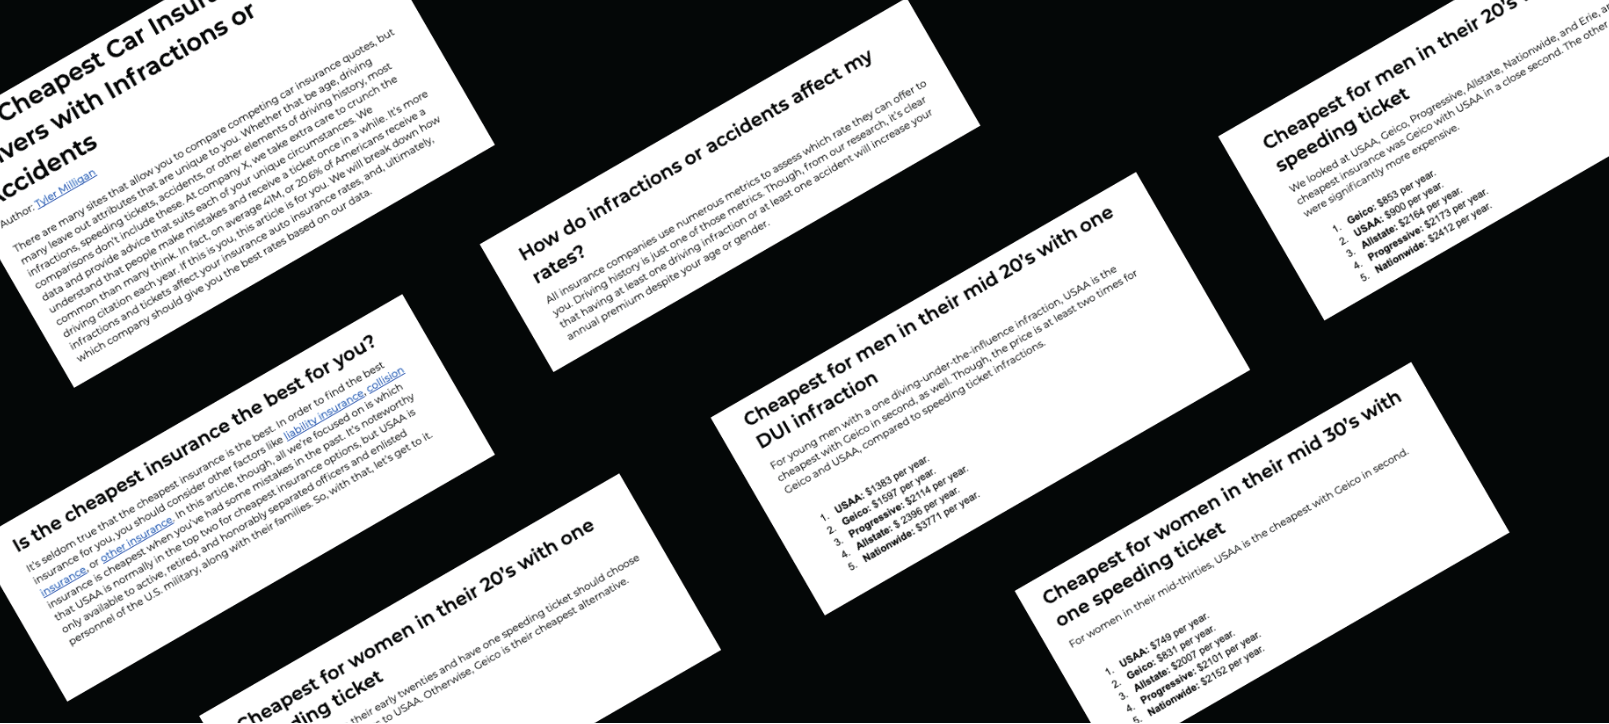 Cheapest Car Insur
vers with Infractions or
ccidents
Author: Tyler Milligan
There are many sites that allow you to compare competing car insurance quotes, but
many leave out attributes that are unique to you. Whether that be age, driving
infractions, speeding tickets, accidents, or other elements of driving history, most
comparisons don't include these. At company X, we take extra care to crunch the
data and provide advice that suits each of your unique circumstances. We
understand that people make mistakes and receive a ticket once in a while. It's more
common than many think. In fact, on average 41M, or 20.6% of Americans receive a
driving citation each year. If this is you, this article is for you. We will break down how
infractions and tickets affect your insurance auto insurance rates, and, ultimately,
which company should give you the best rates based on our data.
Is the cheapest insurance the best for you?
It's seldom true that the cheapest insurance is the best. In order to find the best
insurance for you, you should consider other factors like liability insurance, collision
insurance, or other insurance. In this article, though, all we're focused on is which
insurance is cheapest when you've had some mistakes in the past. It's noteworthy
that USAA is normally in the top two for cheapest insurance options, but USAA is
only available to active, retired, and honorably separated officers and enlisted
personnel of the U.S. military, along with their families. So, with that, let's get to it.
Cheapest for women in their 20's with one
ding ticket
their early twenties and have one speeding ticket should choose
to USAA. Otherwise, Geico is their cheapest alternative.
How do infractions or accidents affect my
rates?
All insurance companies use numerous metrics to assess which rate they can offer to
you. Driving history is just one of those metrics. Though, from our research, it's clear
that having at least one driving infraction or at least one accident will increase your
annual premium despite your age or gender.
Cheapest for men in their mid 20's with one
DUI infraction
For young men with a one diving-under-the-influence infraction, USAA is the
cheapest with Geico in second, as well. Though, the price is at least two times for
Geico and USAA, compared to speeding ticket infractions.
1. USAA: $1383 per year.
2. Geico: $1597 per year.
3. Progressive: $2114 per year.
4. Allstate: $ 2396 per year.
5. Nationwide: $3771 per year.
Cheapest for men in their 20's
speeding ticket
We looked at USAA, Geico, Progressive, Allstate, Nationwide, and Erie, a
cheapest insurance was Geico with USAA in a close second. The other
were significantly more expensive.
1. Geico: $853 per year.
2. USAA: $900 per year.
3. Allstate: $2164 per year.
4. Progressive: $2173 per year.
5. Nationwide: $2412 per year.
Cheapest for women in their mid 30's with
one speeding ticket
For women in their mid-thirties, USAA is the cheapest with Geico in second.
1. USAA: $749 per year.
2. Geico: $831 per year.
3. Allstate: $2007 per year.
4. Progressive: $2101 per year.
5. Nationwide: $2152 per year.